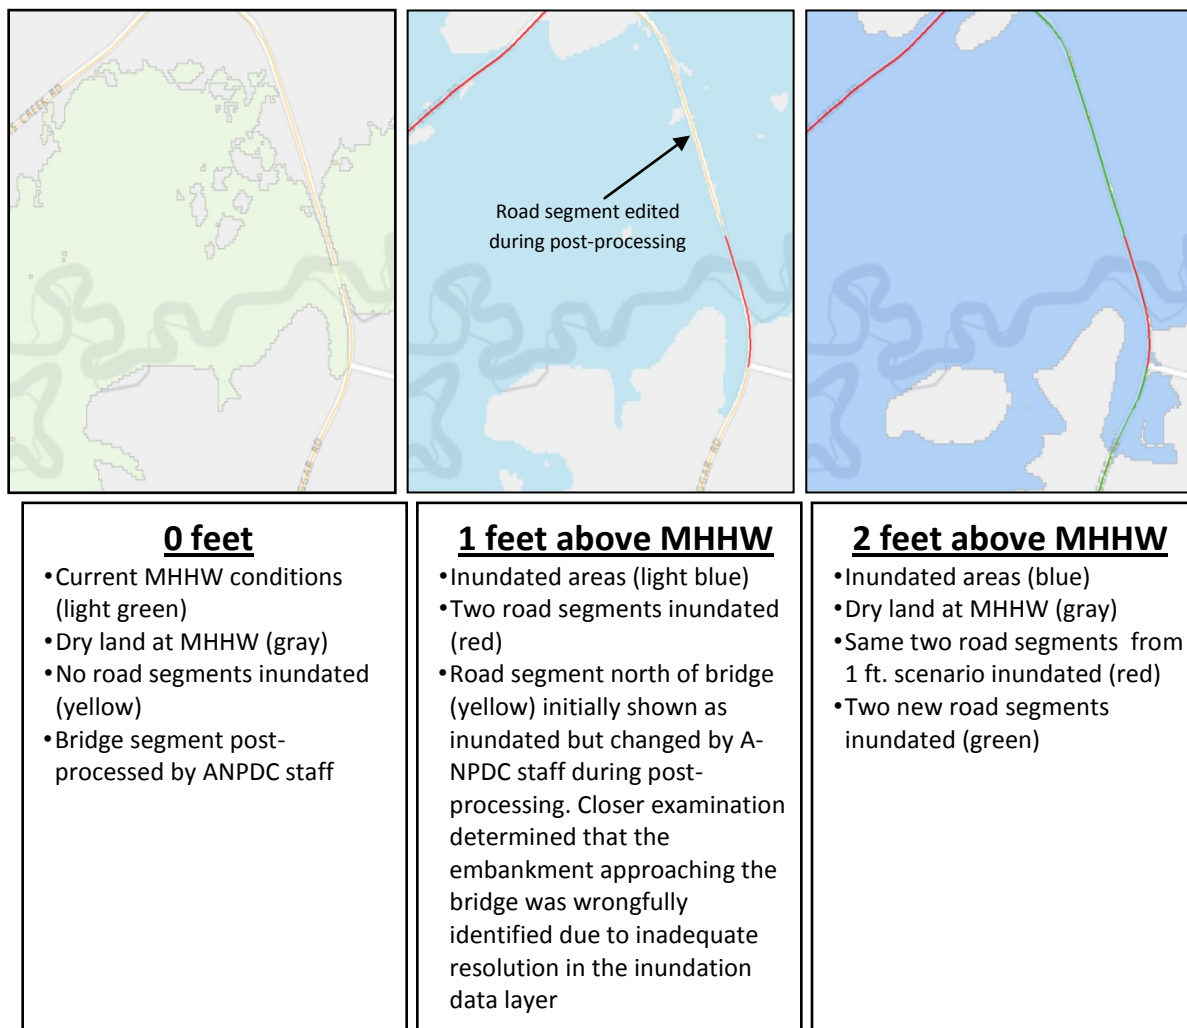 S CREEK RD
GGAR RD
Road segment edited
during post-processing
0 feet
•Current MHHW conditions
(light green)
•Dry land at MHHW (gray)
•No road segments inundated
(yellow)
•Bridge segment post-
processed by ANPDC staff
1 feet above MHHW
•Inundated areas (light blue)
•Two road segments inundated
(red)
•Road segment north of bridge
(yellow) initially shown as
inundated but changed by A-
NPDC staff during post-
processing. Closer examination
determined that the
embankment approaching the
bridge was wrongfully
identified due to inadequate
resolution in the inundation
data layer
2 feet above MHHW
•Inundated areas (blue)
•Dry land at MHHW (gray)
•Same two road segments from
1 ft. scenario inundated (red)
•Two new road segments
inundated (green)